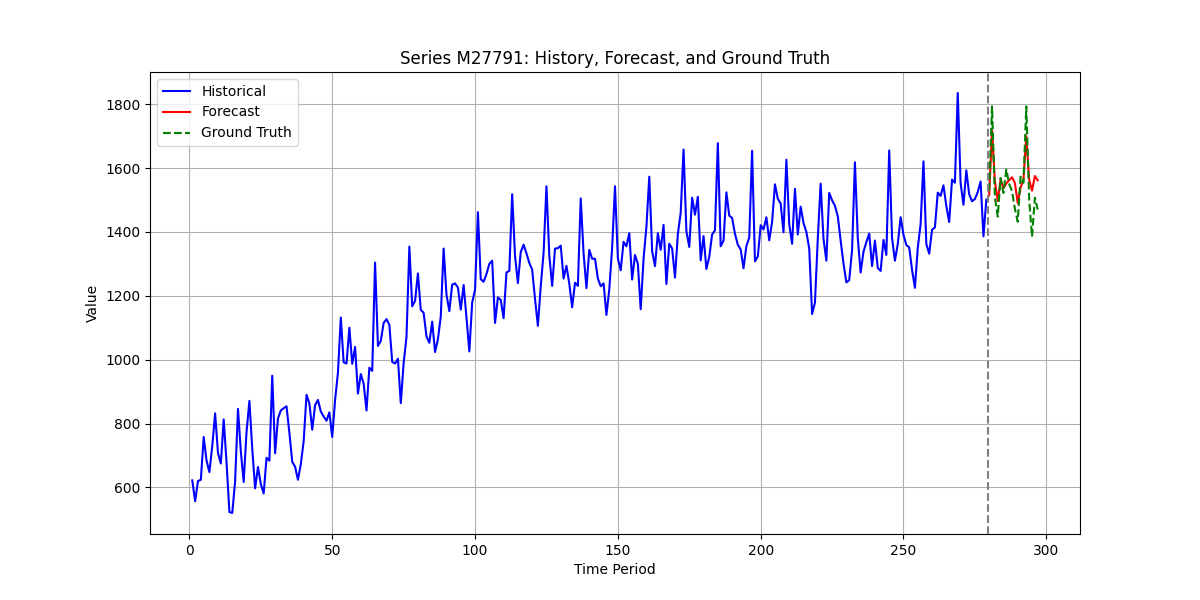 Series M27791: History, Forecast, and Ground Truth
Historical
Forecast
Ground Truth
1800
1600
1400
1200
1000
800
600
Value
0 50 100 150 200 250 300
Time Period